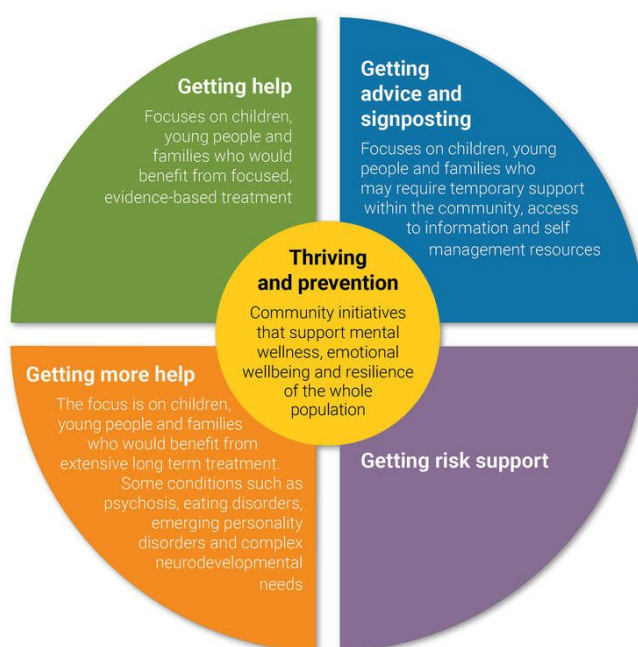 Getting help
Focuses on children,
young people and
families who would
benefit from focused,
evidence-based treatment
Getting
advice and
signposting
Focuses on children, young
people and families who
may require temporary support
within the community, access
to information and self
management resources
Thriving
and prevention
Community initiatives
that support mental
wellness, emotional
wellbeing and resilience
of the whole
population
Getting more help
The focus is on children,
young people and families
who would benefit from
extensive long term treatment.
Some conditions such as
psychosis, eating disorders,
emerging personality
disorders and complex
neurodevelopmental
needs
Getting risk support